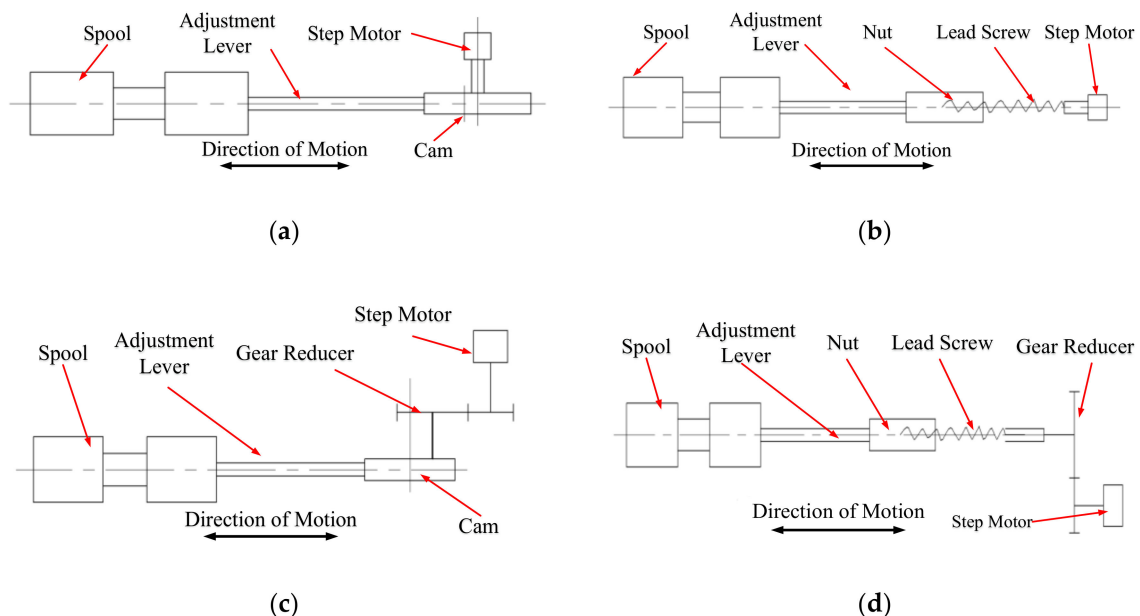 Spool
Adjustment
Lever
Step Motor
Cam
Direction of Motion
(a)
Spool
Adjustment
Lever
Nut
Lead Screw
Step Motor
Direction of Motion
(b)
Spool
Adjustment
Lever
Gear Reducer
Step Motor
Direction of Motion
Cam
(c)
Spool
Adjustment
Lever
Nut
Lead Screw
Gear Reducer
Direction of Motion
Step Motor
(d)